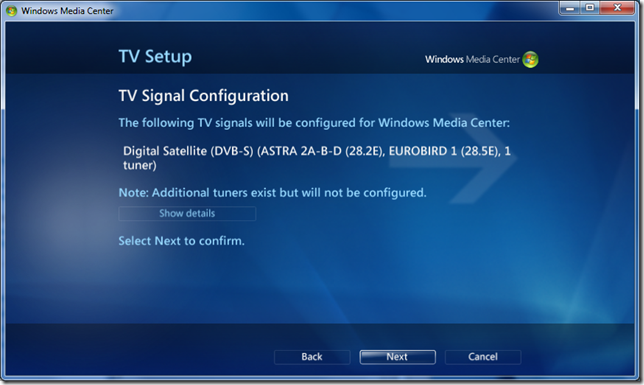 Windows Media Center
TV Setup
Windows Media Center
TV Signal Configuration
The following TV signals will be configured for Windows Media Center:
Digital Satellite (DVB-S) (ASTRA 2A-B-D (28.2E), EUROBIRD 1 (28.5E), 1
tuner)
Note: Additional tuners exist but will not be configured.
Show details
Select Next to confirm.
Back
Next
Cancel